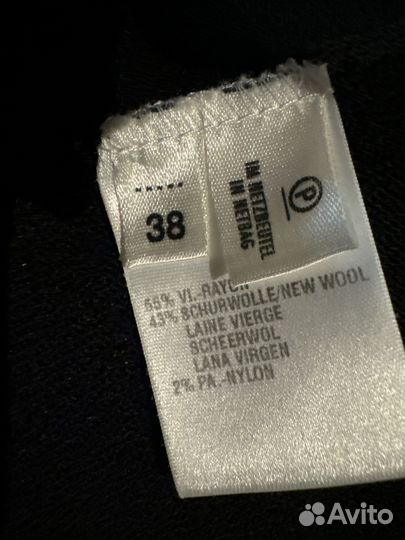 .....
38
P
IM NETZBEUTEL
IN NETBAG
55% VI.-RAYON
43% SCHURWOLLE/NEW WOOL
LAINE VIERGE
SCHEERWOL
LANA VIRGEN
2% PA.-NYLON
Avito